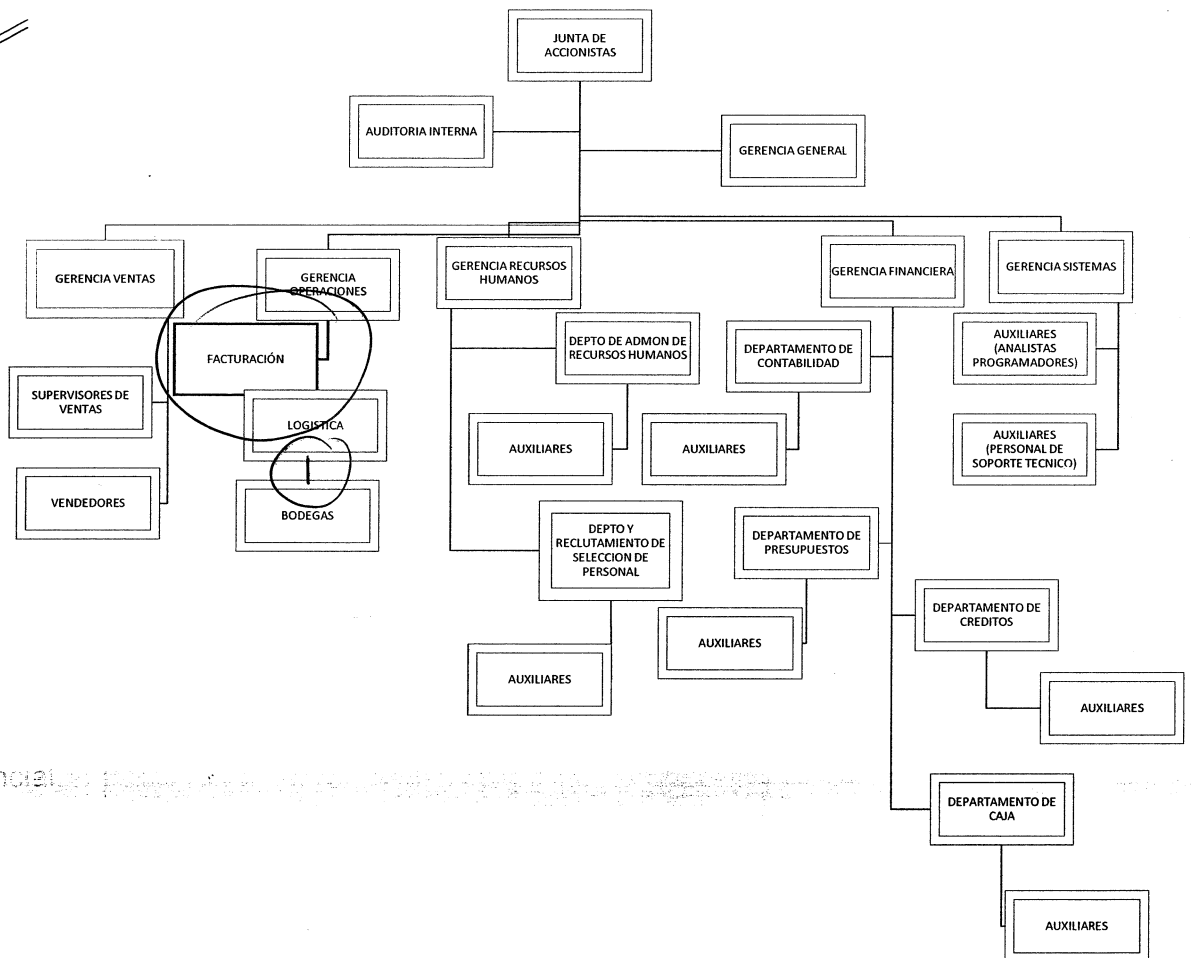 JUNTA DE
ACCIONISTAS
AUDITORIA INTERNA
GERENCIA GENERAL
GERENCIA VENTAS
GERENCIA
OPERACIONES
GERENCIA RECURSOS
HUMANOS
GERENCIA FINANCIERA
GERENCIA SISTEMAS
FACTURACIÓN
SUPERVISORES DE
VENTAS
LOGISTICA
VENDEDORES
BODEGAS
DEPTO DE ADMON DE
RECURSOS HUMANOS
AUXILIARES
DEPTO Y
RECLUTAMIENTO DE
SELECCION DE
PERSONAL
AUXILIARES
DEPARTAMENTO DE
CONTABILIDAD
AUXILIARES
DEPARTAMENTO DE
PRESUPUESTOS
AUXILIARES
DEPARTAMENTO DE
CREDITOS
AUXILIARES
DEPARTAMENTO DE
CAJA
AUXILIARES
AUXILIARES
(ANALISTAS
PROGRAMADORES)
AUXILIARES
(PERSONAL DE
SOPORTE TECNICO)